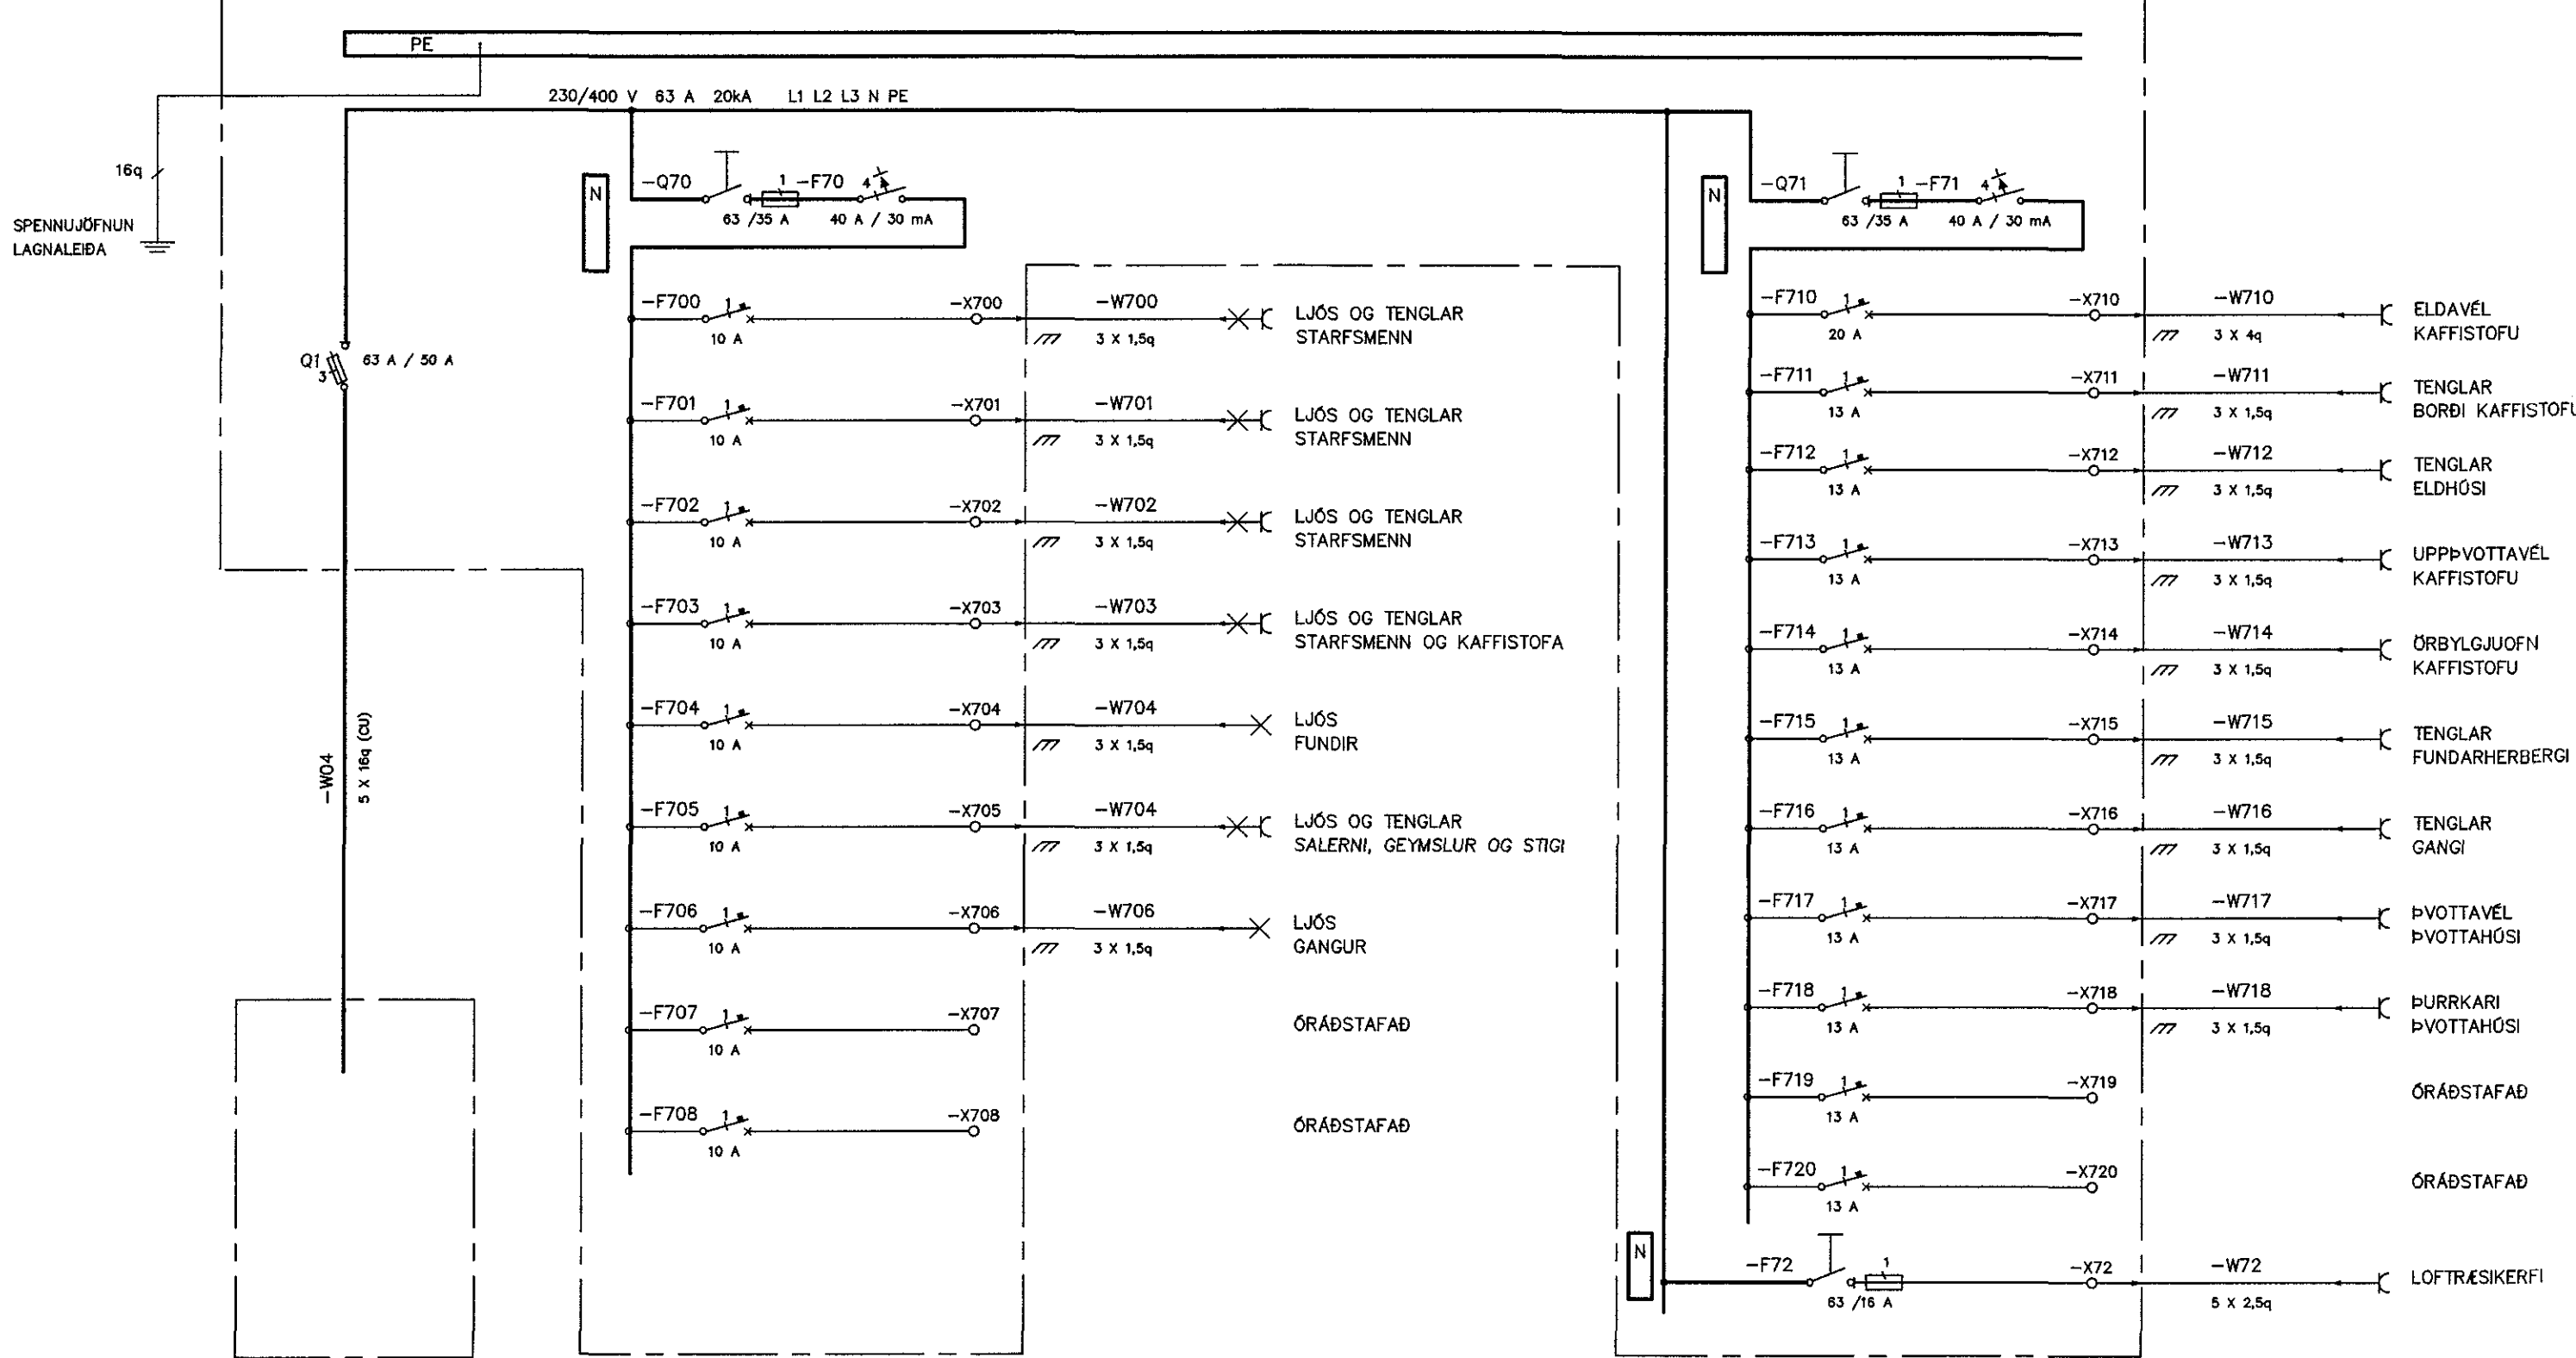 PE
230/400 V 63 A 20kA L1 L2 L3 N PE
16q
SPENNUJÖFNUN
LAGNALEIÐA
Q1
3
63 A / 50 A
-W04
5 X 16q (CU)
N
-Q70 1 -F70 4
63 /35 A 40 A / 30 mA
-F700 1 -X700 -W700 LJÓS OG TENGLAR
10 A 3 X 1,5q STARFSMENN
-F701 1 -X701 -W701 LJÓS OG TENGLAR
10 A 3 X 1,5q STARFSMENN
-F702 1 -X702 -W702 LJÓS OG TENGLAR
10 A 3 X 1,5q STARFSMENN
-F703 1 -X703 -W703 LJÓS OG TENGLAR
10 A 3 X 1,5q STARFSMENN OG KAFFISTOFA
-F704 1 -X704 -W704 LJÓS
10 A 3 X 1,5q FUNDIR
-F705 1 -X705 -W704 LJÓS OG TENGLAR
10 A 3 X 1,5q SALERNI, GEYMSLUR OG STIGI
-F706 1 -X706 -W706 LJÓS
10 A 3 X 1,5q GANGUR
-F707 1 -X707 ÓRÁÐSTAFAÐ
10 A
-F708 1 -X708 ÓRÁÐSTAFAÐ
10 A
N
-Q71 1 -F71 4
63 /35 A 40 A / 30 mA
-F710 1 -X710 -W710 ELDAVÉL
20 A 3 X 4q KAFFISTOFU
-F711 1 -X711 -W711 TENGLAR
13 A 3 X 1,5q BORÐI KAFFISTOFU
-F712 1 -X712 -W712 TENGLAR
13 A 3 X 1,5q ELDHÚSI
-F713 1 -X713 -W713 UPPÞVOTTAVÉL
13 A 3 X 1,5q KAFFISTOFU
-F714 1 -X714 -W714 ÖRBYLGJUOFN
13 A 3 X 1,5q KAFFISTOFU
-F715 1 -X715 -W715 TENGLAR
13 A 3 X 1,5q FUNDARHERBERGI
-F716 1 -X716 -W716 TENGLAR
13 A 3 X 1,5q GANGI
-F717 1 -X717 -W717 ÞVOTTAVÉL
13 A 3 X 1,5q ÞVOTTAHÚSI
-F718 1 -X718 -W718 ÞURRKARI
13 A 3 X 1,5q ÞVOTTAHÚSI
-F719 1 -X719 ÓRÁÐSTAFAÐ
13 A
-F720 1 -X720 ÓRÁÐSTAFAÐ
13 A
N
-F72 1 -X72 -W72 LOFTRÆSIKERFI
63 /16 A 5 X 2,5q